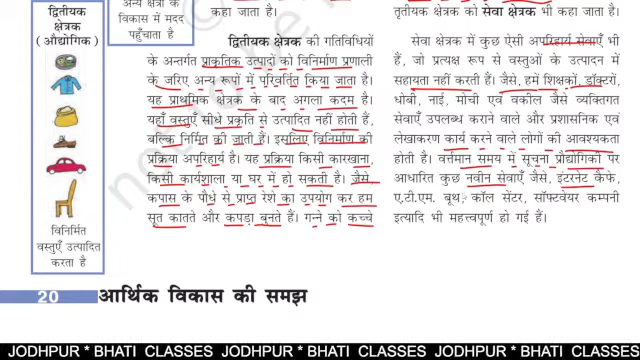 द्वितीयक
क्षेत्रक
(औद्योगिक)
विनिर्मित
वस्तुएँ उत्पादित
करता है
अन्य क्षेत्रों के
विकास में मदद
पहुँचाता है
कहा जाता है।
द्वितीयक क्षेत्रक की गतिविधियों
के अन्तर्गत प्राकृतिक उत्पादों को विनिर्माण प्रणाली
के जरिए अन्य रूपों में परिवर्तित किया जाता है।
यह प्राथमिक क्षेत्रक के बाद अगला कदम है।
यहाँ वस्तुएँ सीधे प्रकृति से उत्पादित नहीं होती हैं,
बल्कि निर्मित की जाती हैं। इसलिए विनिर्माण की
प्रक्रिया अपरिहार्य है। यह प्रक्रिया किसी कारखाना,
किसी कार्यशाला या घर में हो सकती है। जैसे,
कपास के पौधे से प्राप्त रेशे का उपयोग कर हम
सूत कातते और कपड़ा बुनते हैं। गन्ने को कच्चे
तृतीयक क्षेत्रक को सेवा क्षेत्रक भी कहा जाता है।
सेवा क्षेत्रक में कुछ ऐसी अपरिहार्य सेवाएँ भी
हैं, जो प्रत्यक्ष रूप से वस्तुओं के उत्पादन में
सहायता नहीं करती हैं। जैसे, हमें शिक्षकों, डॉक्टरों,
धोबी, नाई, मोची एवं वकील जैसे व्यक्तिगत
सेवाएँ उपलब्ध कराने वाले और प्रशासनिक एवं
लेखाकरण कार्य करने वाले लोगों की आवश्यकता
होती है। वर्त्तमान समय में सूचना प्रौद्योगिकी पर
आधारित कुछ नवीन सेवाएँ जैसे, इंटरनेट कैफे,
ए.टी.एम. बूथ, कॉल सेंटर, सॉफ्टवेयर कम्पनी
इत्यादि भी महत्त्वपूर्ण हो गई हैं।
20 आर्थिक विकास की समझ
JODHPUR * BHATI CLASSES JODHPUR * BHATI CLASSES JODHPUR * BHATI CLASSES